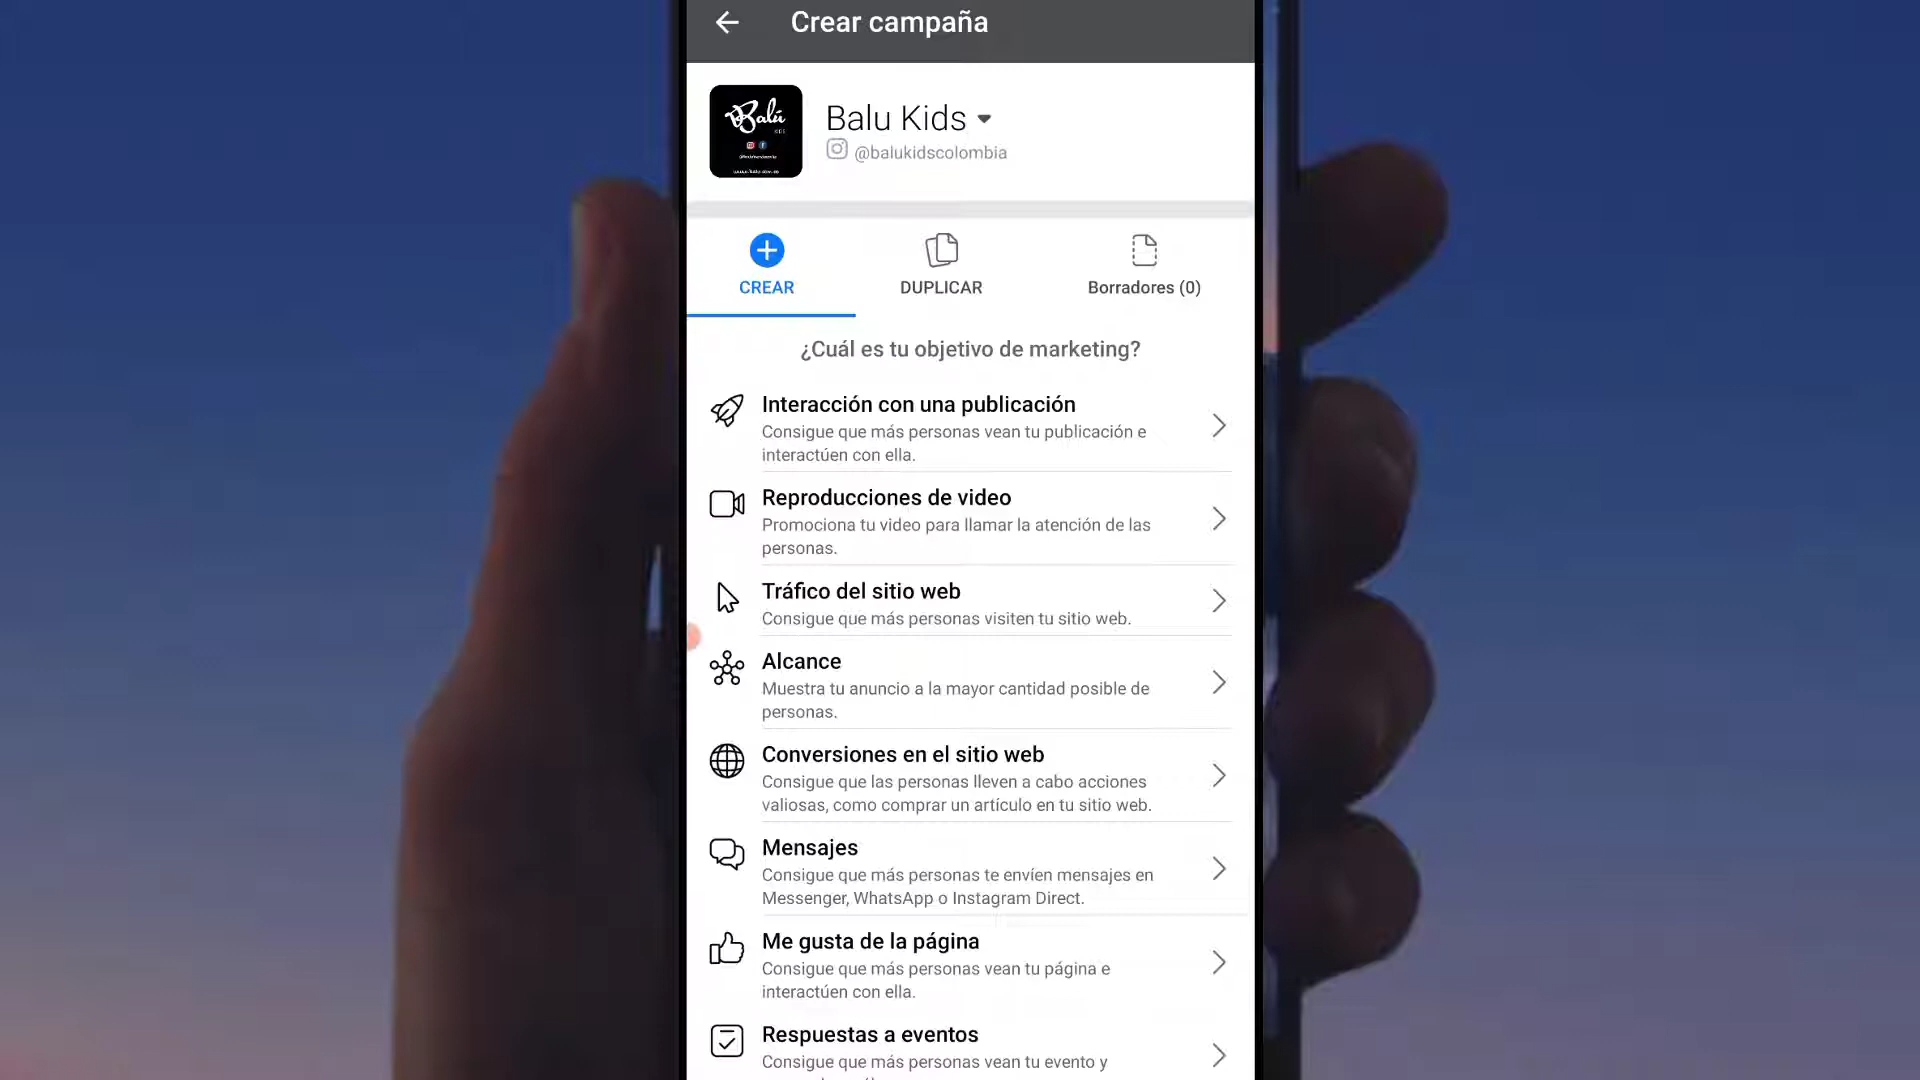 Crear campaña
Balú
Balu Kids
@balukidscolombia
CREAR
DUPLICAR
Borradores (0)
¿Cuál es tu objetivo de marketing?
Interacción con una publicación
Consigue que más personas vean tu publicación e
interactúen con ella.
Reproducciones de video
Promociona tu video para llamar la atención de las
personas.
Tráfico del sitio web
Consigue que más personas visiten tu sitio web.
Alcance
Muestra tu anuncio a la mayor cantidad posible de
personas.
Conversiones en el sitio web
Consigue que las personas lleven a cabo acciones
valiosas, como comprar un artículo en tu sitio web.
Mensajes
Consigue que más personas te envíen mensajes en
Messenger, WhatsApp o Instagram Direct.
Me gusta de la página
Consigue que más personas vean tu página e
interactúen con ella.
Respuestas a eventos
Consigue que más personas vean tu evento y